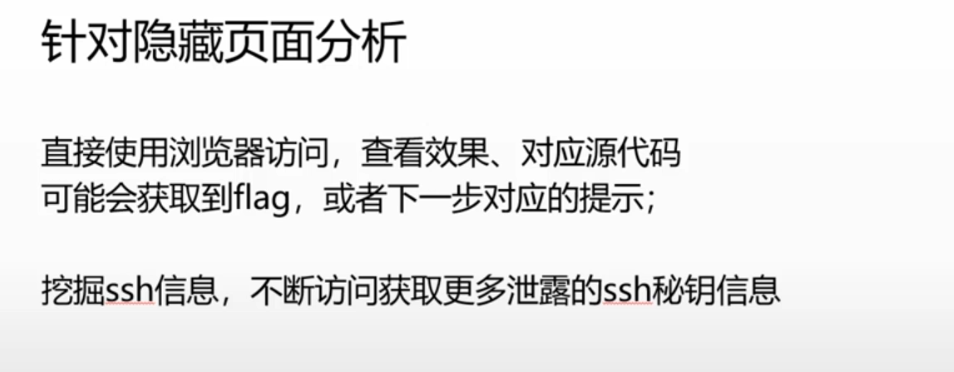 针对隐藏页面分析
直接使用浏览器访问，查看效果、对应源代码
可能会获取到flag，或者下一步对应的提示；
挖掘ssh信息，不断访问获取更多泄露的ssh秘钥信息